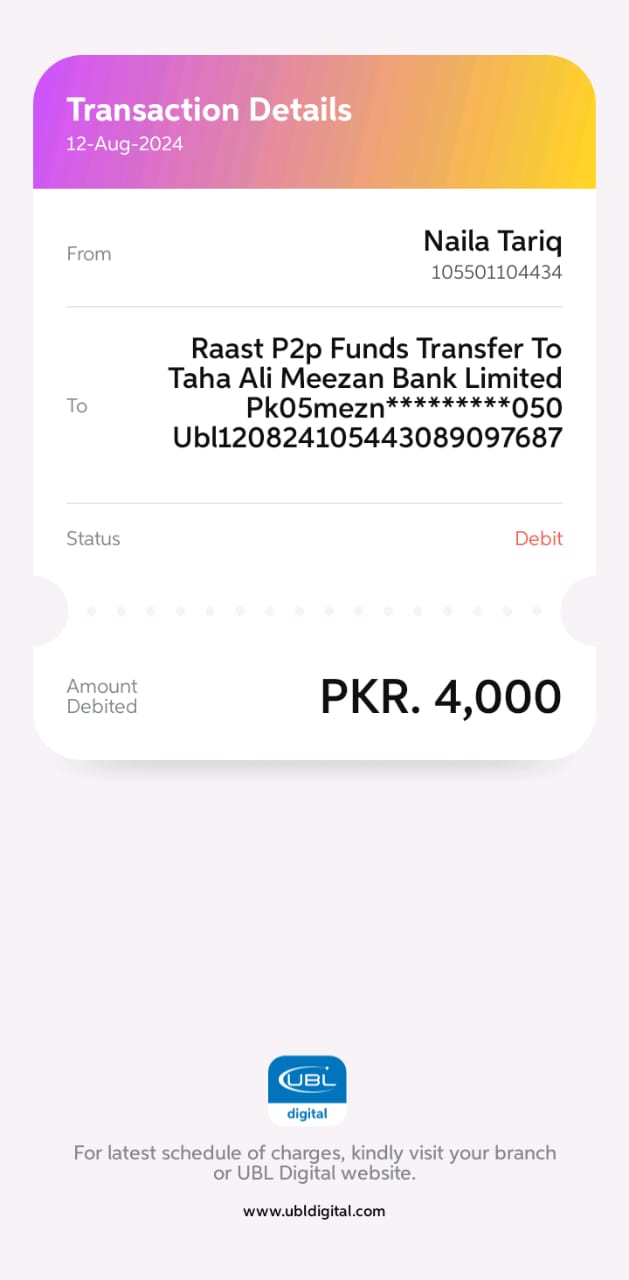 Transaction Details
12-Aug-2024
From
Naila Tariq
105501104434
To
Raast P2p Funds Transfer To
Taha Ali Meezan Bank Limited
Pk05mezn*********050
Ubl120824105443089097687
Status
Debit
Amount
Debited
PKR. 4,000
UBL
digital
For latest schedule of charges, kindly visit your branch
or UBL Digital website.
www.ubldigital.com